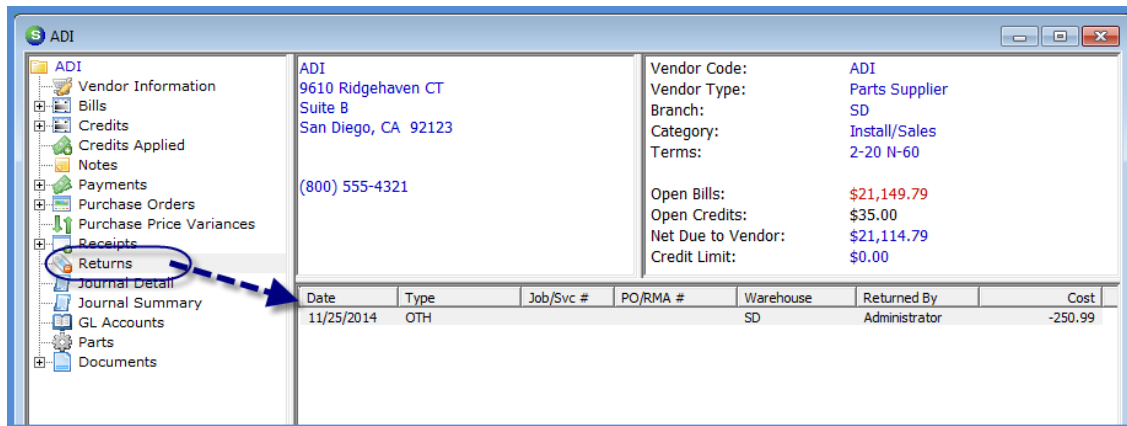 ADI
ADI
Vendor Information
Bills
Credits
Credits Applied
Notes
Payments
Purchase Orders
Purchase Price Variances
Receipts
Returns
Journal Detail
Journal Summary
GL Accounts
Parts
Documents
ADI
9610 Ridgehaven CT
Suite B
San Diego, CA 92123
(800) 555-4321
Vendor Code: ADI
Vendor Type: Parts Supplier
Branch: SD
Category: Install/Sales
Terms: 2-20 N-60
Open Bills: $21,149.79
Open Credits: $35.00
Net Due to Vendor: $21,114.79
Credit Limit: $0.00
Date Type Job/Svc # PO/RMA # Warehouse Returned By Cost
11/25/2014 OTH SD Administrator -250.99